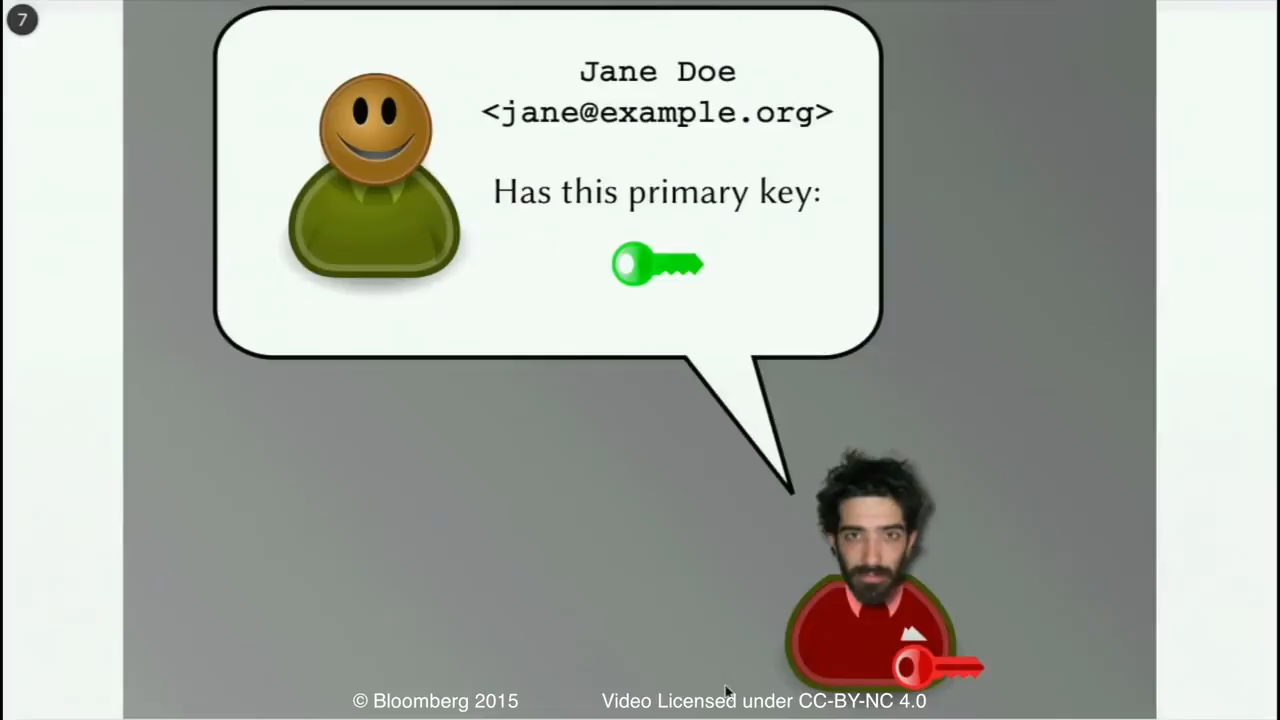 7
Jane Doe
<jane@example.org>
Has this primary key:
© Bloomberg 2015 Video Licensed under CC-BY-NC 4.0